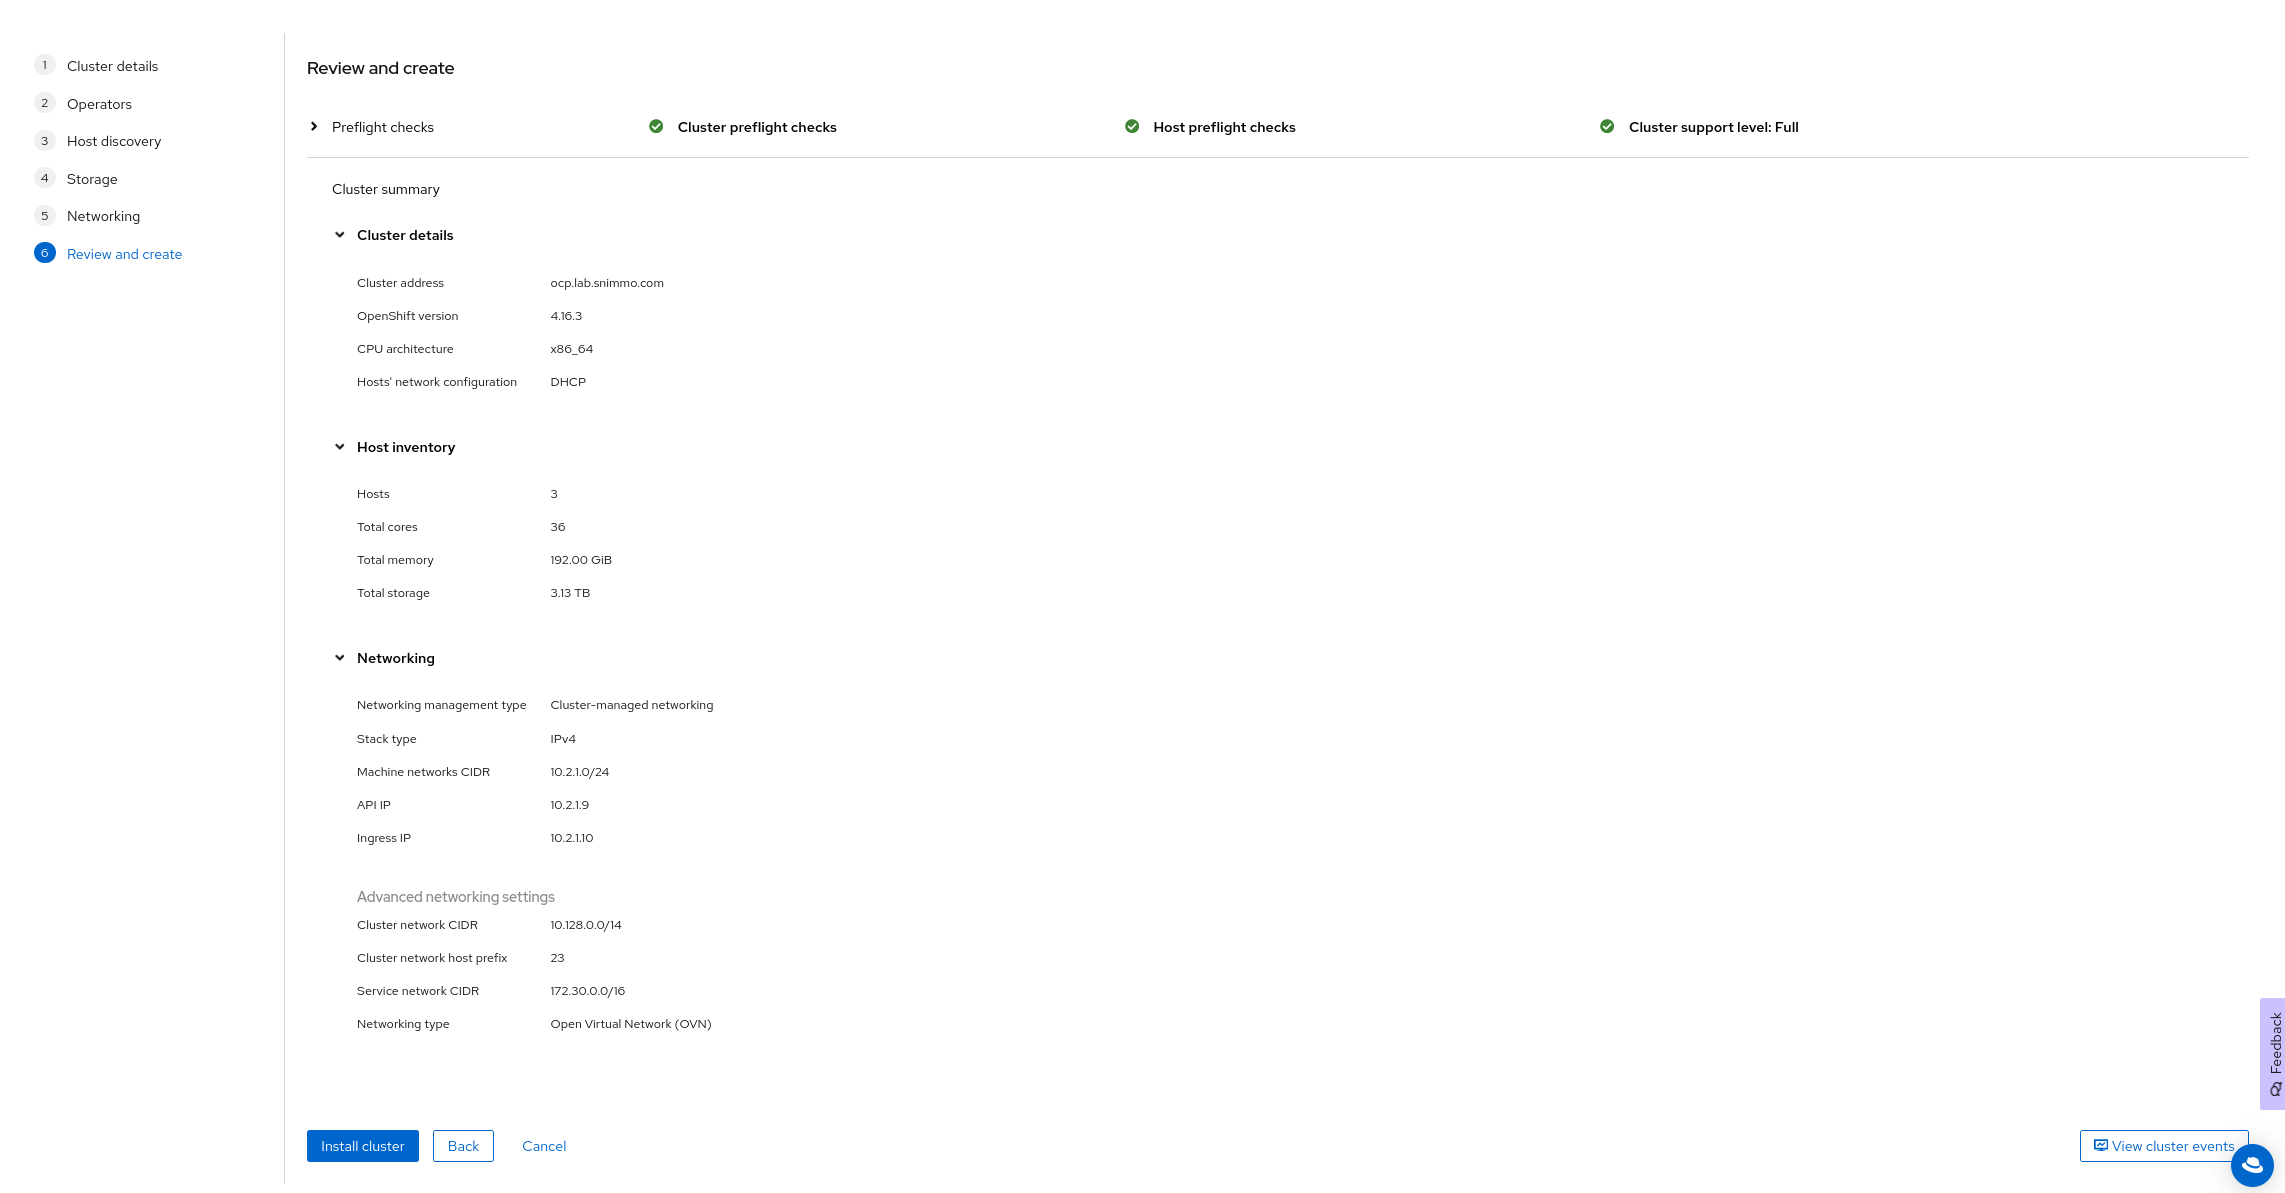 1 Cluster details
2 Operators
3 Host discovery
4 Storage
5 Networking
6 Review and create
Review and create
Preflight checks Cluster preflight checks Host preflight checks Cluster support level: Full
Cluster summary
Cluster details
Cluster address ocp.lab.snimmo.com
OpenShift version 4.16.3
CPU architecture x86_64
Hosts' network configuration DHCP
Host inventory
Hosts 3
Total cores 36
Total memory 192.00 GiB
Total storage 3.13 TB
Networking
Networking management type Cluster-managed networking
Stack type IPv4
Machine networks CIDR 10.2.1.0/24
API IP 10.2.1.9
Ingress IP 10.2.1.10
Advanced networking settings
Cluster network CIDR 10.128.0.0/14
Cluster network host prefix 23
Service network CIDR 172.30.0.0/16
Networking type Open Virtual Network (OVN)
Feedback
Install cluster Back Cancel View cluster events